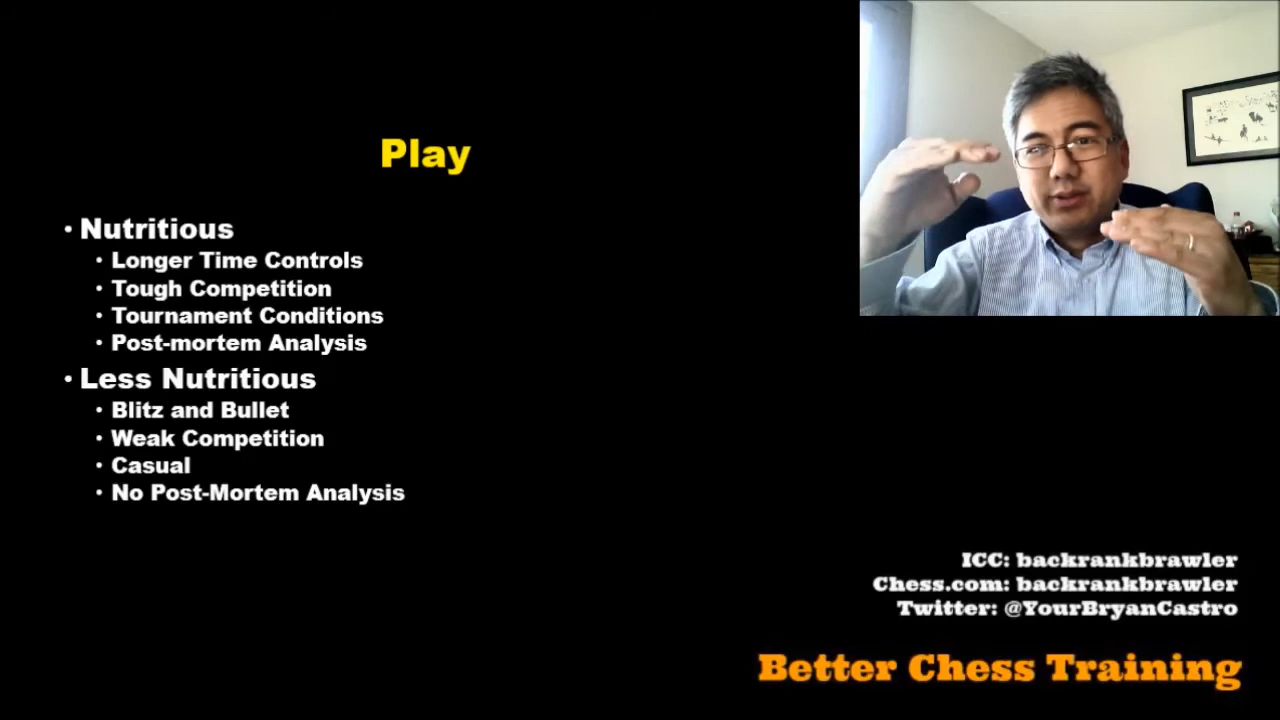 Play
• Nutritious
• Longer Time Controls
• Tough Competition
• Tournament Conditions
• Post-mortem Analysis
• Less Nutritious
• Blitz and Bullet
• Weak Competition
• Casual
• No Post-Mortem Analysis
ICC: backrankbrawler
Chess.com: backrankbrawler
Twitter: @YourBryanCastro
Better Chess Training